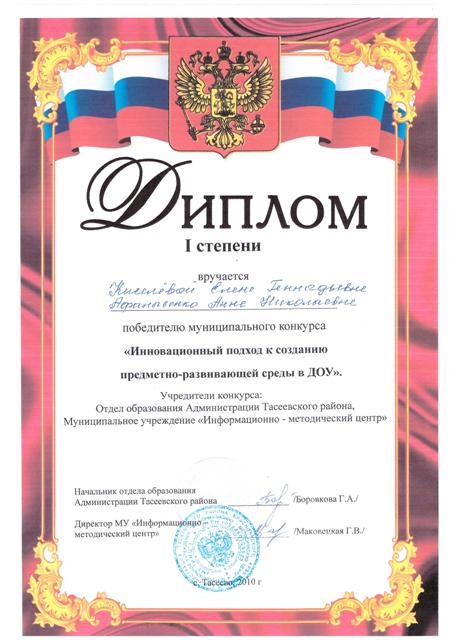 Диплом
I степени
вручается
Киселёвой Елене Геннадьевне
Афанасенко Анне Николаевне
победителю муниципального конкурса
«Инновационный подход к созданию
предметно-развивающей среды в ДОУ».
Учредители конкурса:
Отдел образования Администрации Тасеевского района,
Муниципальное учреждение «Информационно - методический центр»
Начальник отдела образования
Администрации Тасеевского района /Боровкова Г.А./
Директор МУ «Информационно –
методический центр» /Маковецкая Г.В./
с. Тасеево, 2010 г